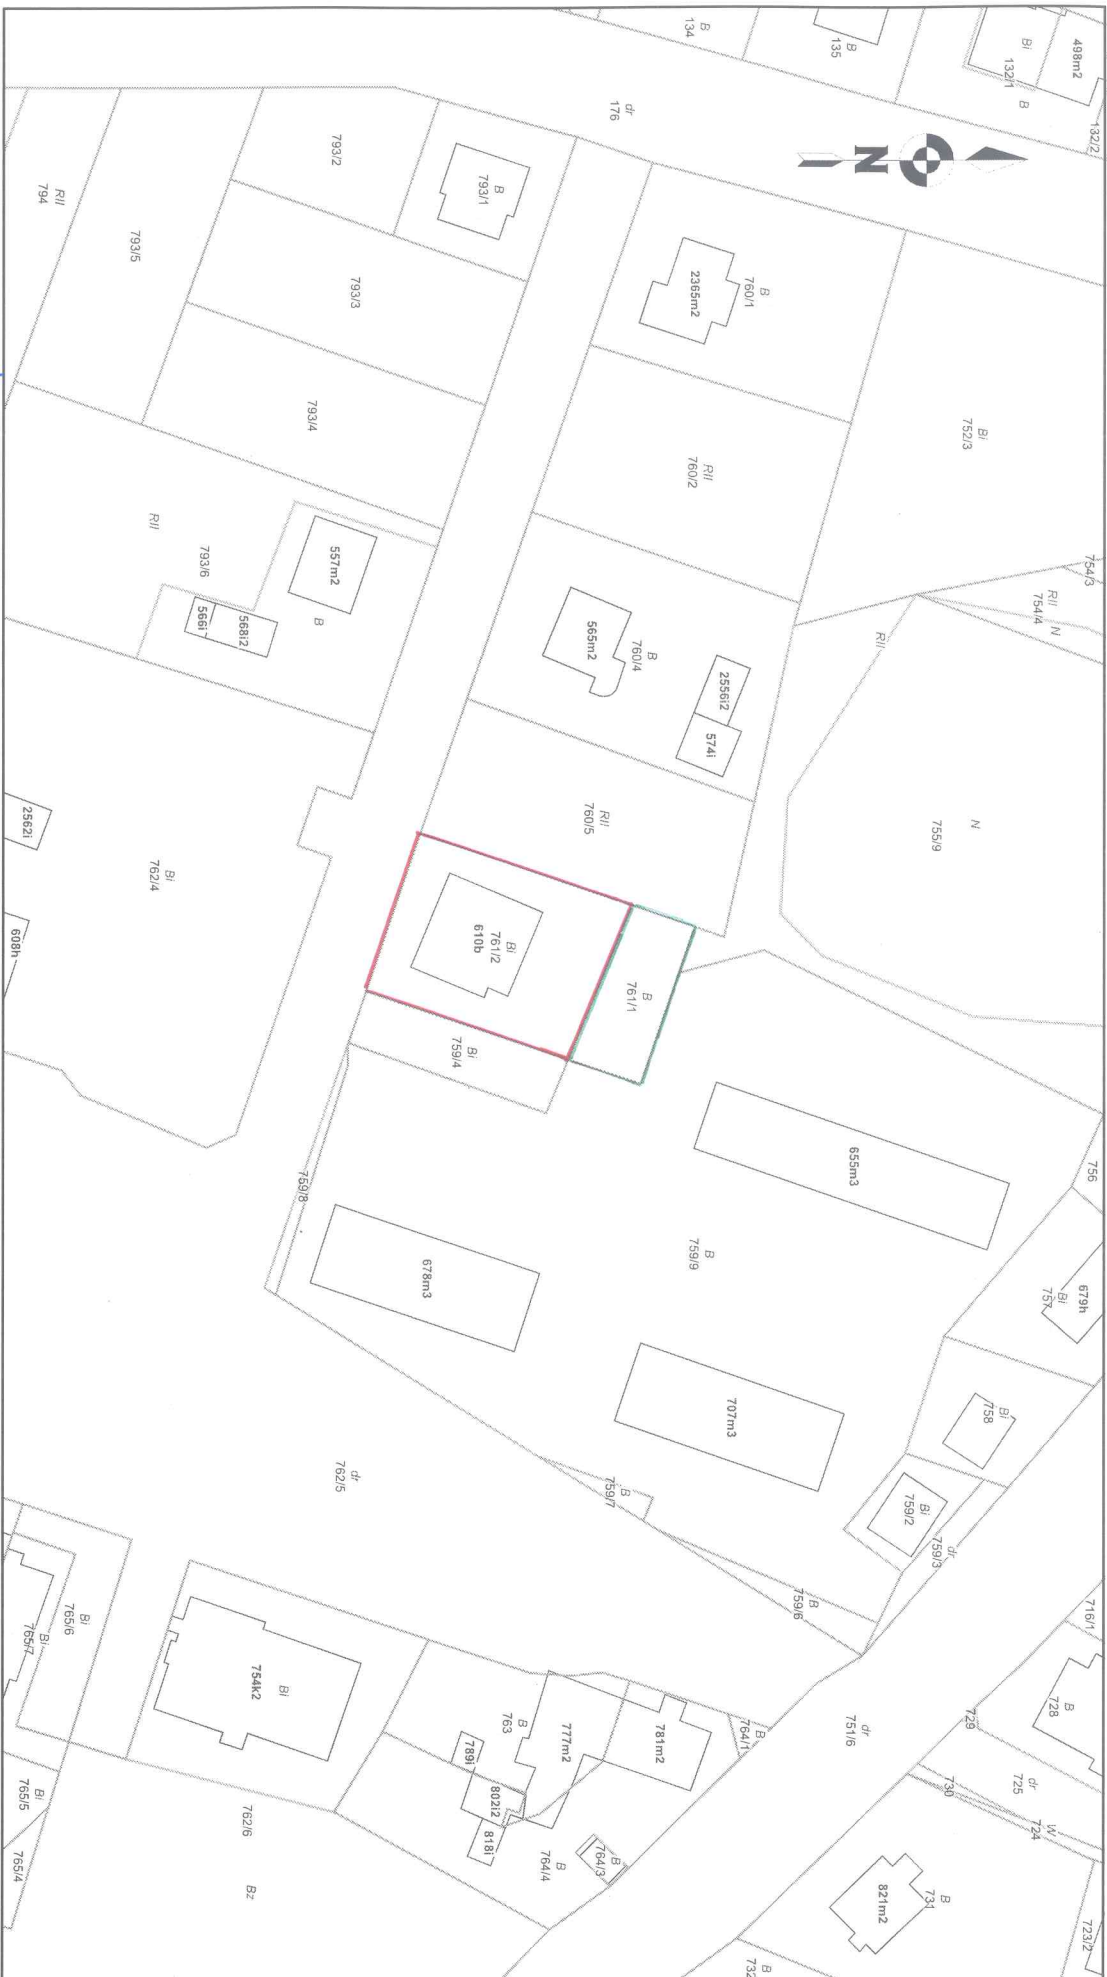 B
134
B
135
Bi
132/1
B
498m2
132/2
dr
176
N
793/2
B
793/1
RII
794
793/5
793/3
793/4
B
760/1
2365m2
RII
760/2
Bi
752/3
754/3
RII
754/4
N
RII
N
755/9
RII
793/6
557m2
B
566i
568i2
565m2
B
760/4
2556i2
574i
RII
760/5
2562i
Bi
762/4
608h
Bi
761/2
610b
B
761/1
Bi
759/4
759/8
655m3
B
759/9
678m3
707m3
756
679h
Bi
757
Bi
758
Bi
759/2
dr
759/3
B
759/7
B
759/6
dr
762/5
Bi
765/6
Bi
765/7
Bi
754k2
B
763
777m2
781m2
B
764/1
789i
802i2
818i
B
764/3
B
764/4
dr
751/6
716/1
B
728
729
dr
725
730
W
724
B
731
821m2
723/2
B
732
Bi
765/5
765/4
762/6
Bz